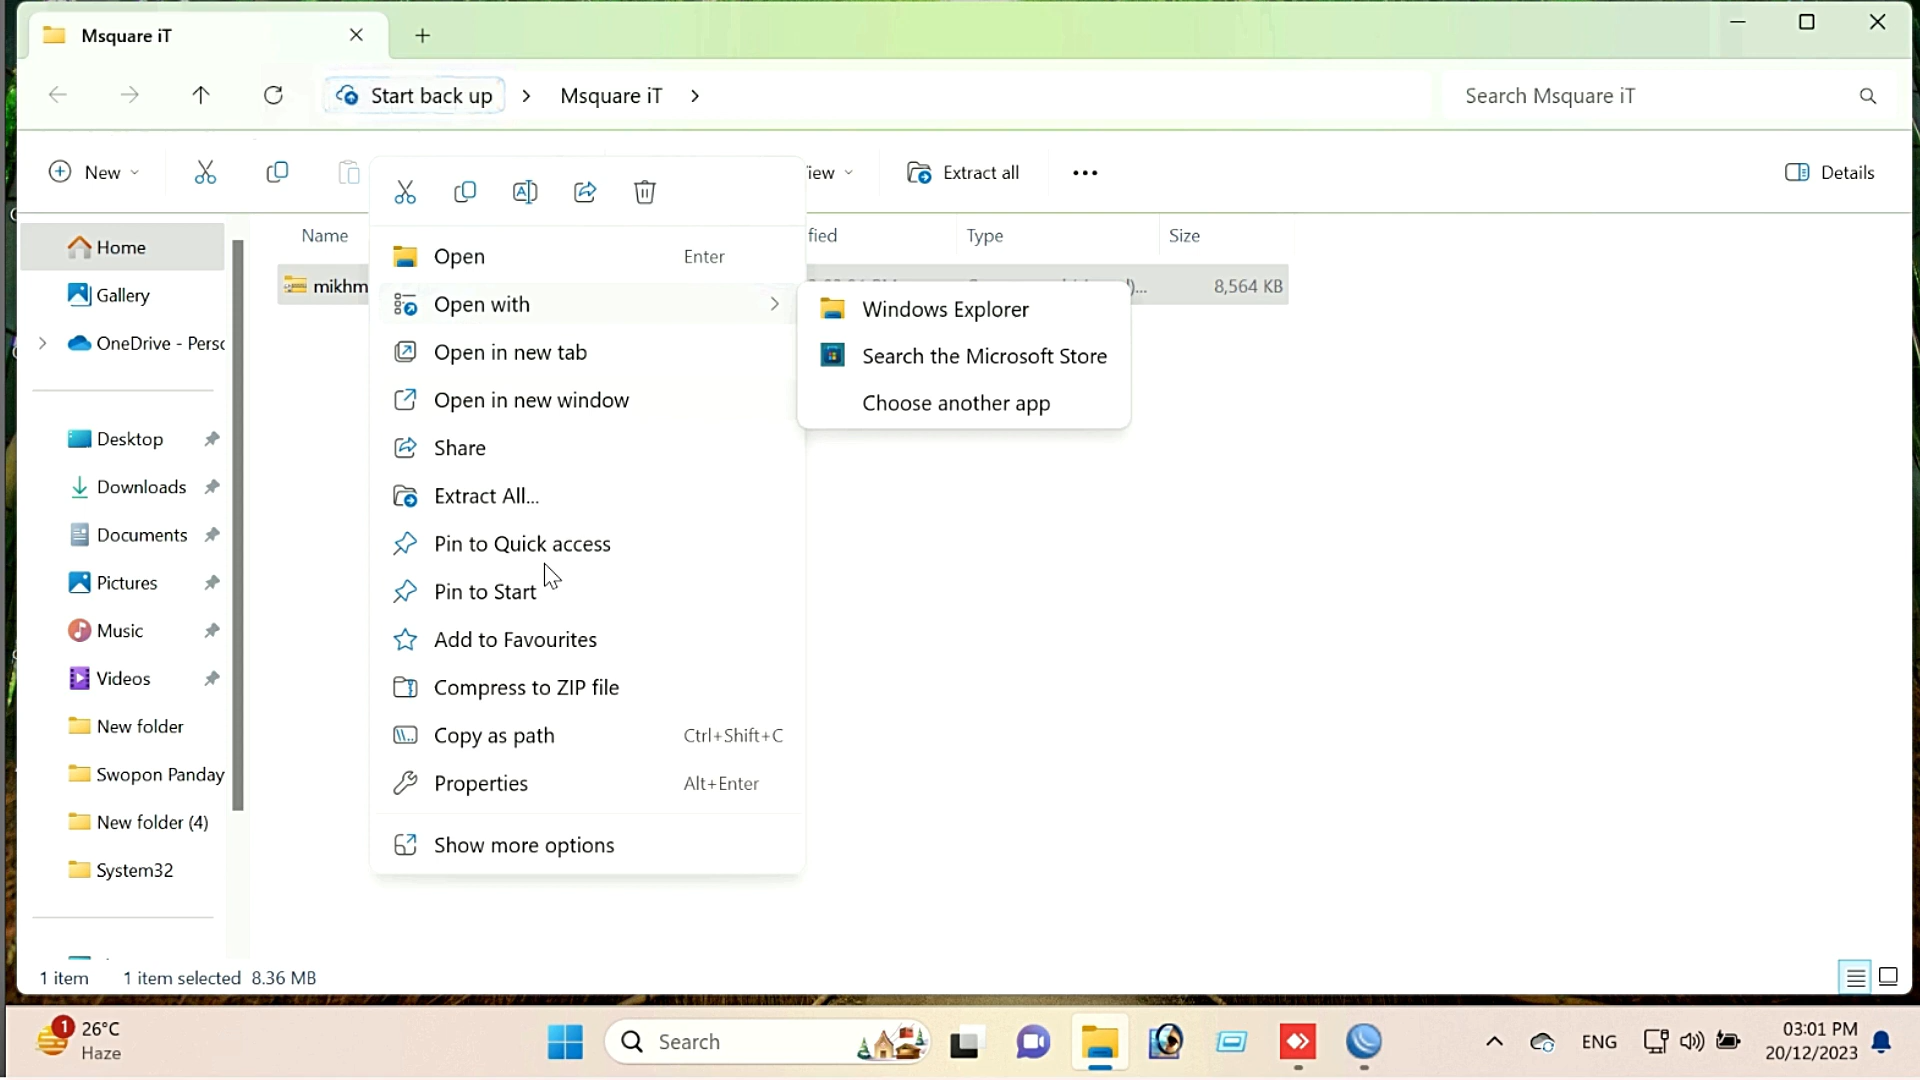 Msquare iT
Start back up
Msquare iT
Search Msquare iT
New
iew
Extract all
Details
Name
fied
Type
Size
mikhm
)...
8,564 KB
Home
Gallery
OneDrive - Perso
Desktop
Downloads
Documents
Pictures
Music
Videos
New folder
Swopon Panday
New folder (4)
System32
Open
Enter
Open with
Open in new tab
Open in new window
Share
Extract All...
Pin to Quick access
Pin to Start
Add to Favourites
Compress to ZIP file
Copy as path
Ctrl+Shift+C
Properties
Alt+Enter
Show more options
Windows Explorer
Search the Microsoft Store
Choose another app
1 item
1 item selected 8.36 MB
1
26°C
Haze
Search
ENG
03:01 PM
20/12/2023